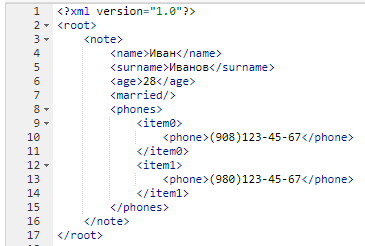 1 <?xml version="1.0"?>
2 <root>
3 <note>
4 <name>Иван</name>
5 <surname>Иванов</surname>
6 <age>28</age>
7 <married/>
8 <phones>
9 <item0>
10 <phone>(908)123-45-67</phone>
11 </item0>
12 <item1>
13 <phone>(980)123-45-67</phone>
14 </item1>
15 </phones>
16 </note>
17 </root>